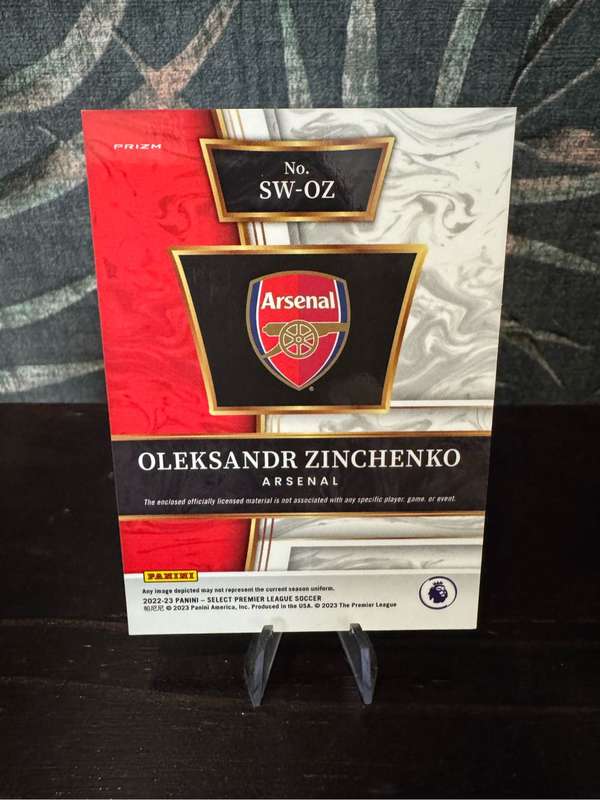 PRIZM
No.
SW-OZ
Arsenal
OLEKSANDR ZINCHENKO
ARSENAL
The enclosed officially licensed material is not associated with any specific player, game, or event.
PANINI
Any image depicted may not represent the current season uniform.
2022-23 PANINI – SELECT PREMIER LEAGUE SOCCER
帕尼尼 © 2023 Panini America, Inc. Produsod in the USA. © 2023 The Premier League